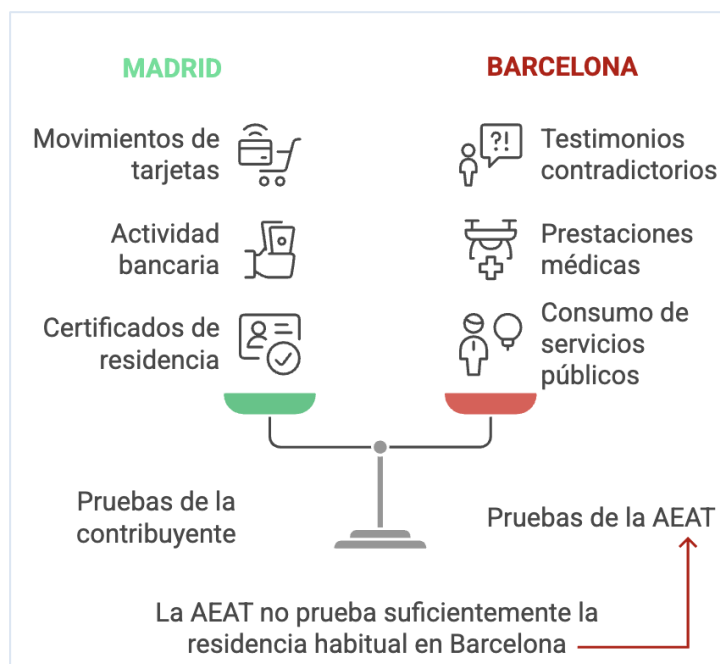 MADRID
Movimientos de
tarjetas
Actividad
bancaria
Certificados de
residencia
BARCELONA
?!
Testimonios
contradictorios
Prestaciones
médicas
Consumo de
servicios
públicos
Pruebas de la
contribuyente
Pruebas de la AEAT
La AEAT no prueba suficientemente la
residencia habitual en Barcelona